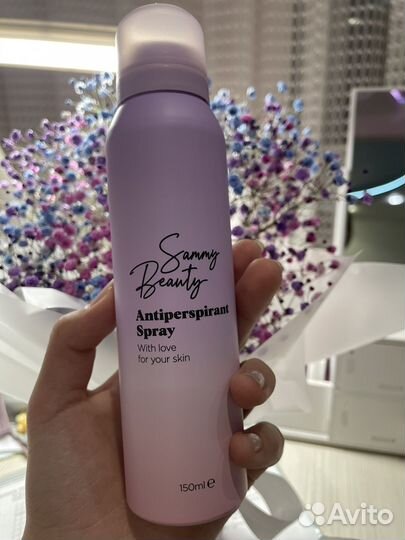 Sammy
Beauty
Antiperspirant
Spray
With love
for your skin
150ml ℮
Avito